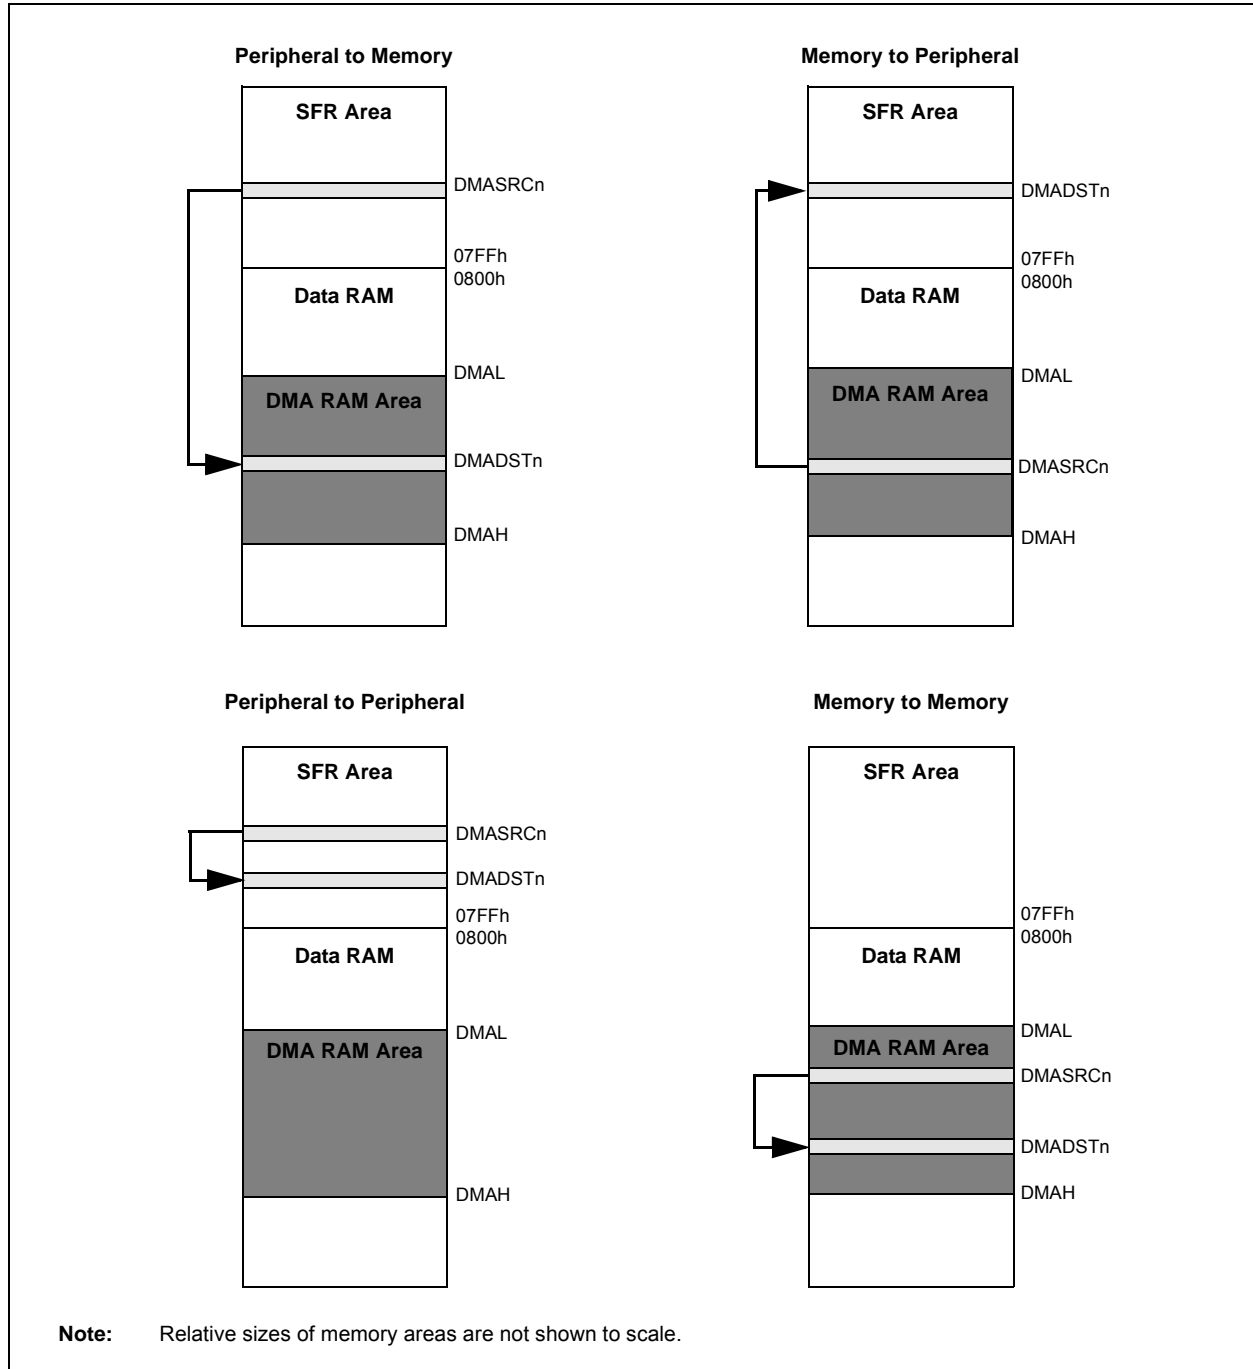 Peripheral to Memory
SFR Area
DMASRCn
07FFh
0800h
Data RAM
DMAL
DMA RAM Area
DMADSTn
DMAH
Memory to Peripheral
SFR Area
DMADSTn
07FFh
0800h
Data RAM
DMAL
DMA RAM Area
DMASRCn
DMAH
Peripheral to Peripheral
SFR Area
DMASRCn
DMADSTn
07FFh
0800h
Data RAM
DMAL
DMA RAM Area
DMAH
Memory to Memory
SFR Area
07FFh
0800h
Data RAM
DMAL
DMA RAM Area
DMASRCn
DMADSTn
DMAH
Note: Relative sizes of memory areas are not shown to scale.